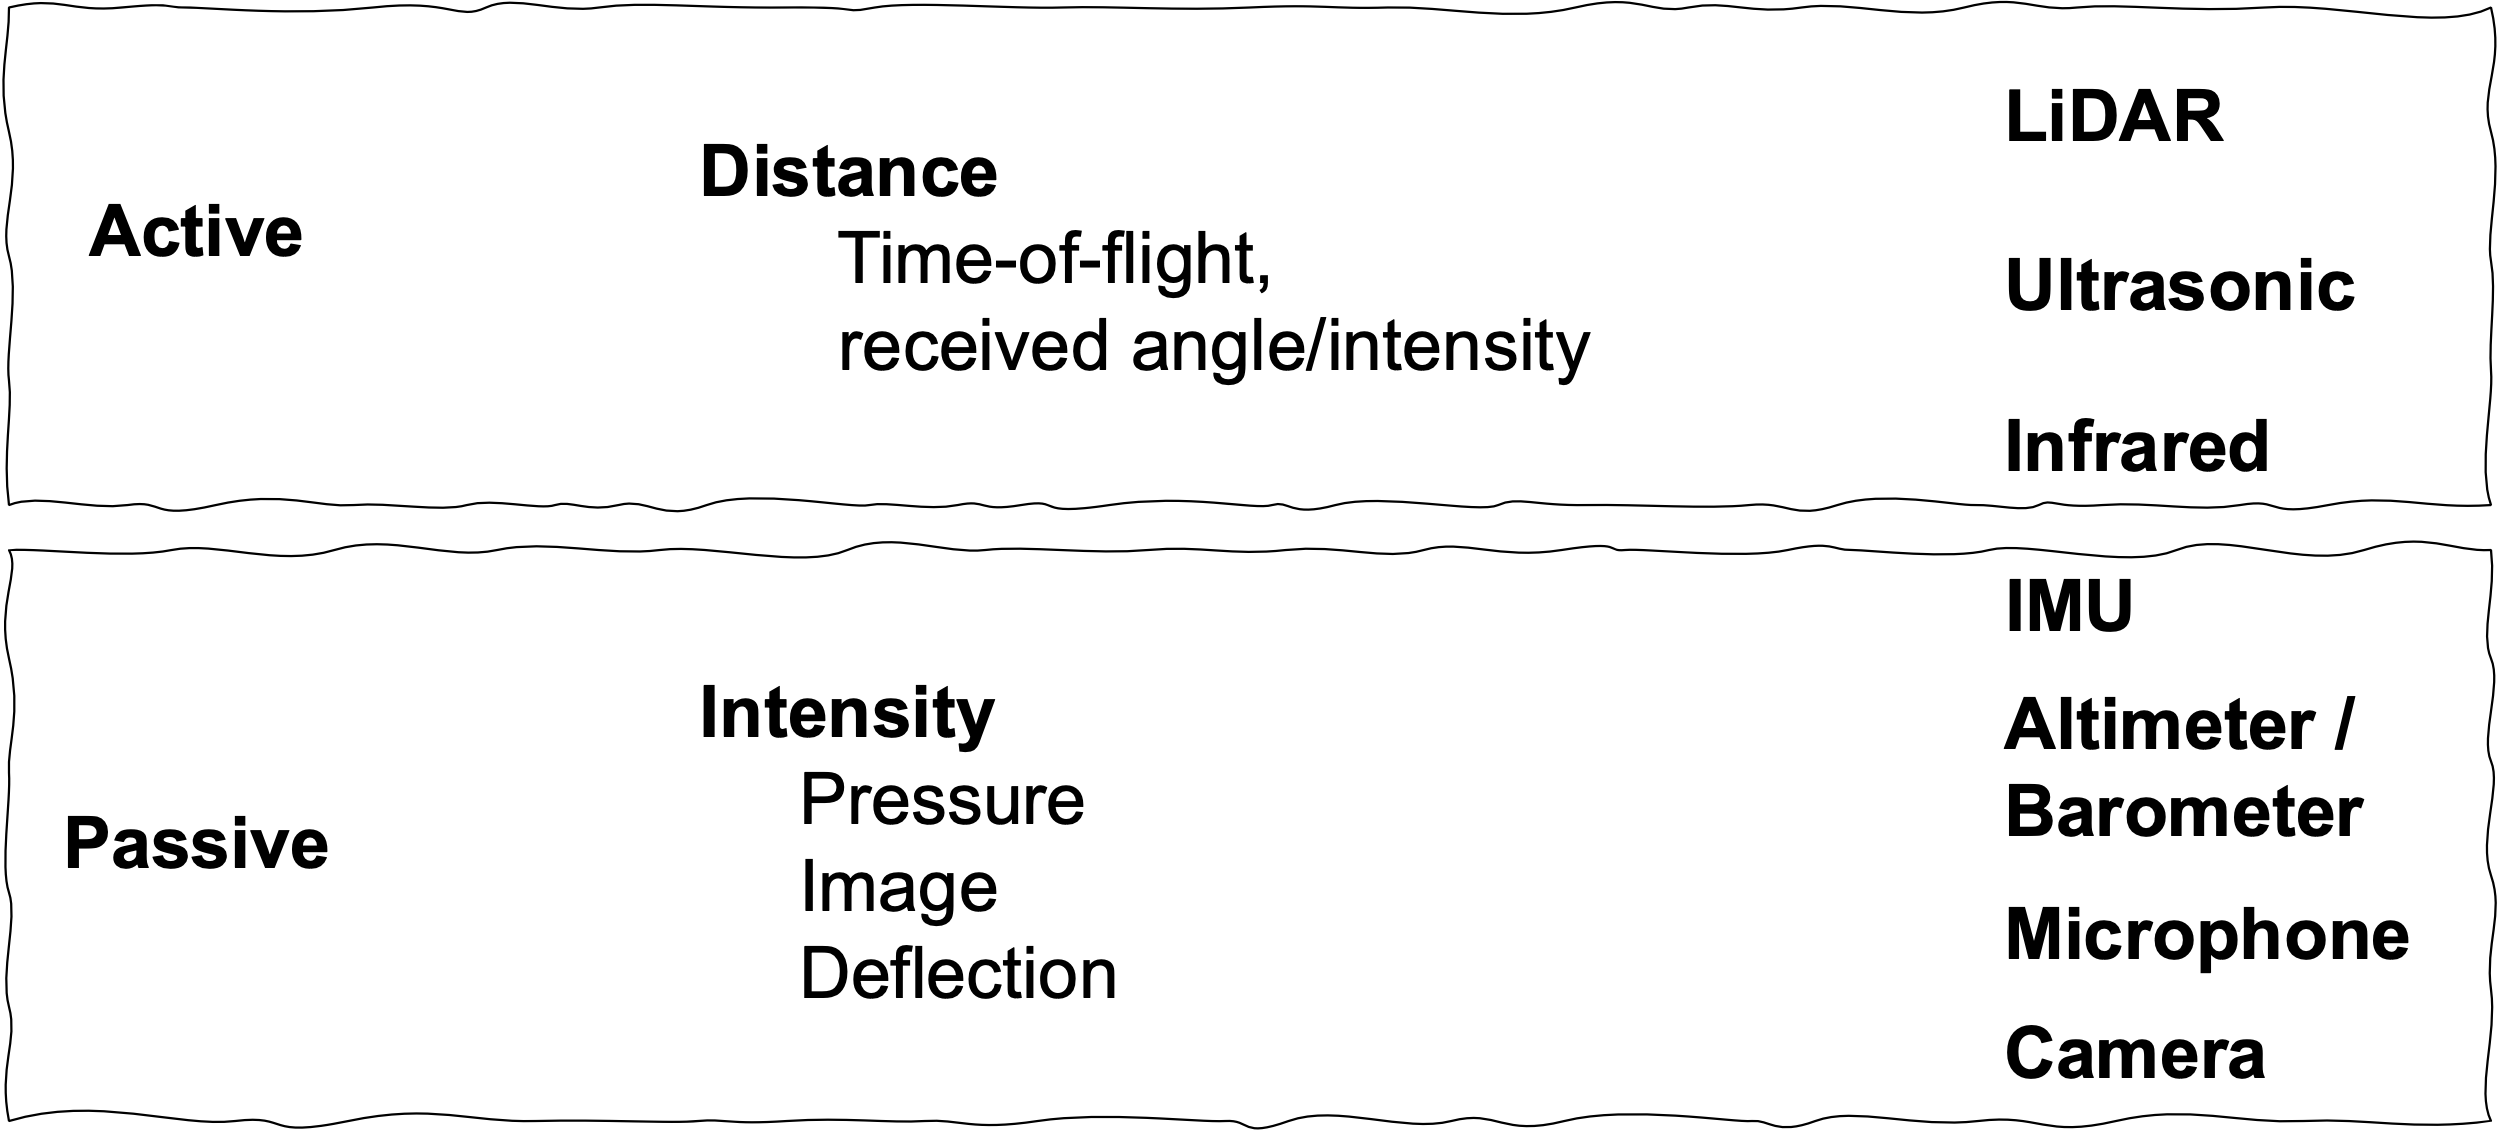 Active
Distance
Time-of-flight,
received angle/intensity
LiDAR
Ultrasonic
Infrared
Passive
Intensity
Pressure
Image
Deflection
IMU
Altimeter /
Barometer
Microphone
Camera